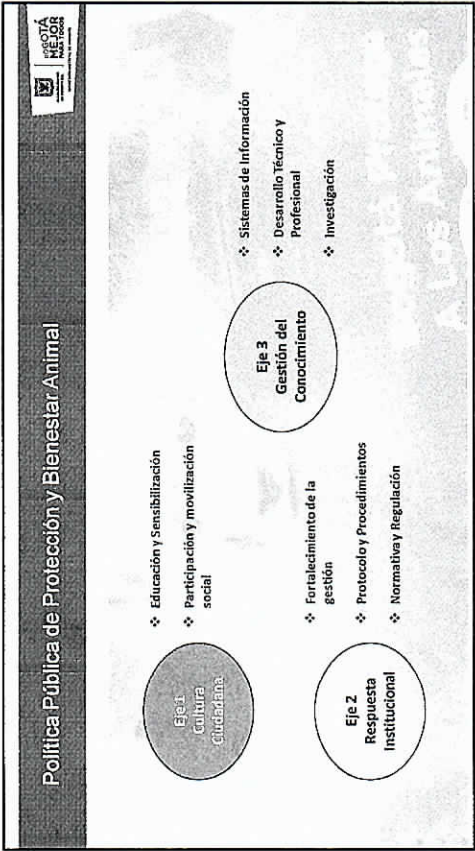 Política Pública de Protección y Bienestar Animal
BOGOTÁ
MEJOR
PARA TODOS
Eje 1
Cultura
Ciudadana
❖ Educación y Sensibilización
❖ Participación y movilización
social
Eje 2
Respuesta
Institucional
❖ Fortalecimiento de la
gestión
❖ Protocolo y Procedimientos
❖ Normativa y Regulación
Eje 3
Gestión del
Conocimiento
❖ Sistemas de Información
❖ Desarrollo Técnico y
Profesional
❖ Investigación
A Los Animales